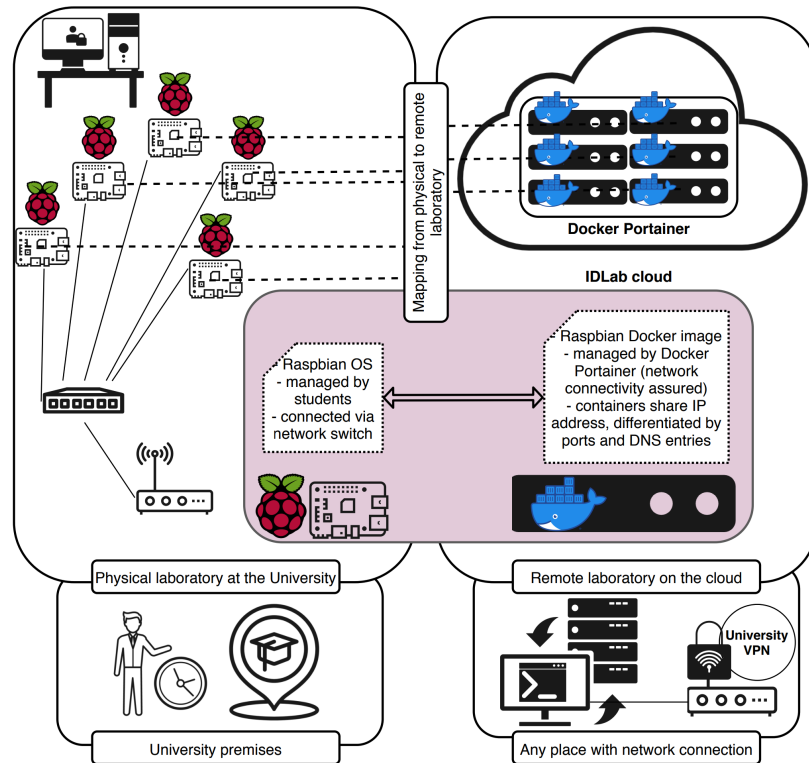 Mapping from physical to remote
laboratory
Docker Portainer
IDLab cloud
- Raspbian OS
- managed by
students
- connected via
network switch
- Raspbian Docker image
- managed by Docker
Portainer (network
connectivity assured)
- containers share IP
address, differentiated by
ports and DNS entries
Physical laboratory at the University
Remote laboratory on the cloud
University
VPN
University premises
Any place with network connection